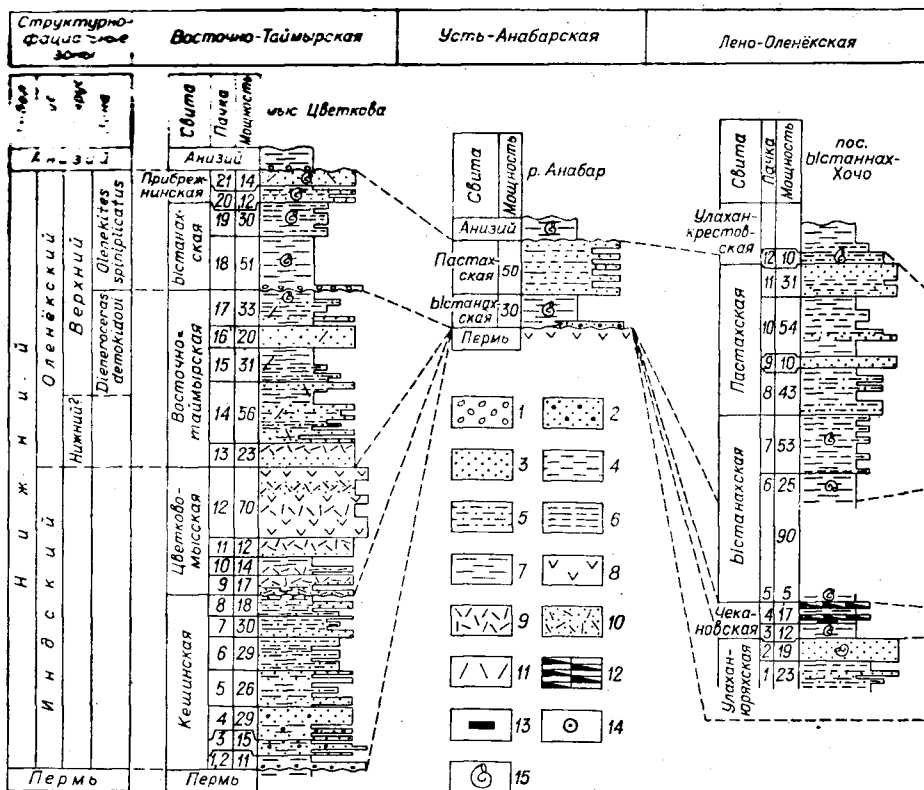 Структурно-
фациальные
зоны
Восточно-Таймырская
Усть-Анабарская
Лено-Оленёкская
Свита
Пачка
Мощность
мыс Цветкова
Анизий
Анизий
Нижний
Индский
Оленёкский
Нижний?
Верхний
Dieneroceras
demokidovi
Olenekites
spiniplicatus
Пермь
Прибреж-
нинская
21 14
20 12
Ыстанах-
ская
19 30
18 51
Восточно-
таймырская
17 33
16 20
15 31
14 56
13 23
Цветково-
мысская
12 70
11 12
10 14
9 17
Кешинская
8 18
7 30
6 29
5 26
4 29
3 15
1,2 11
Пермь
Свита
Мощность
р. Анабар
Анизий
Пастах-
ская
50
Ыстанах-
ская
30
Пермь
1
2
3
4
5
6
7
8
9
10
11
12
13
14
15
Свита
Пачка
Мощность
пос.
Ыстаннах-
Хочо
Улахан-
крестов-
ская
12 10
Пастахская
11 31
10 54
9 10
8 43
Ыстанахская
7 53
6 25
90
5 5
Чека-
новская
4 17
3 12
Улахан-
юряхская
2 19
1 23